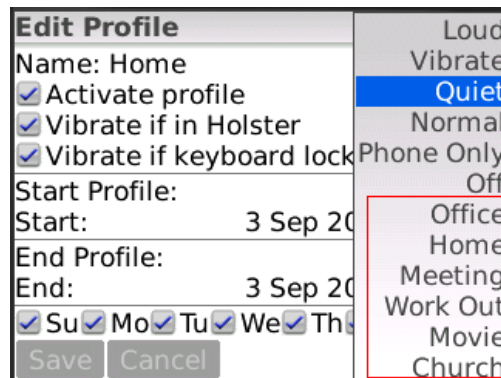 Edit Profile
Name: Home
Activate profile
Vibrate if in Holster
Vibrate if keyboard lock
Start Profile:
Start: 3 Sep 20
End Profile:
End: 3 Sep 20
Su Mo Tu We Th
Save Cancel
Loud
Vibrate
Quiet
Normal
Phone Only
Off
Office
Home
Meeting
Work Out
Movie
Church